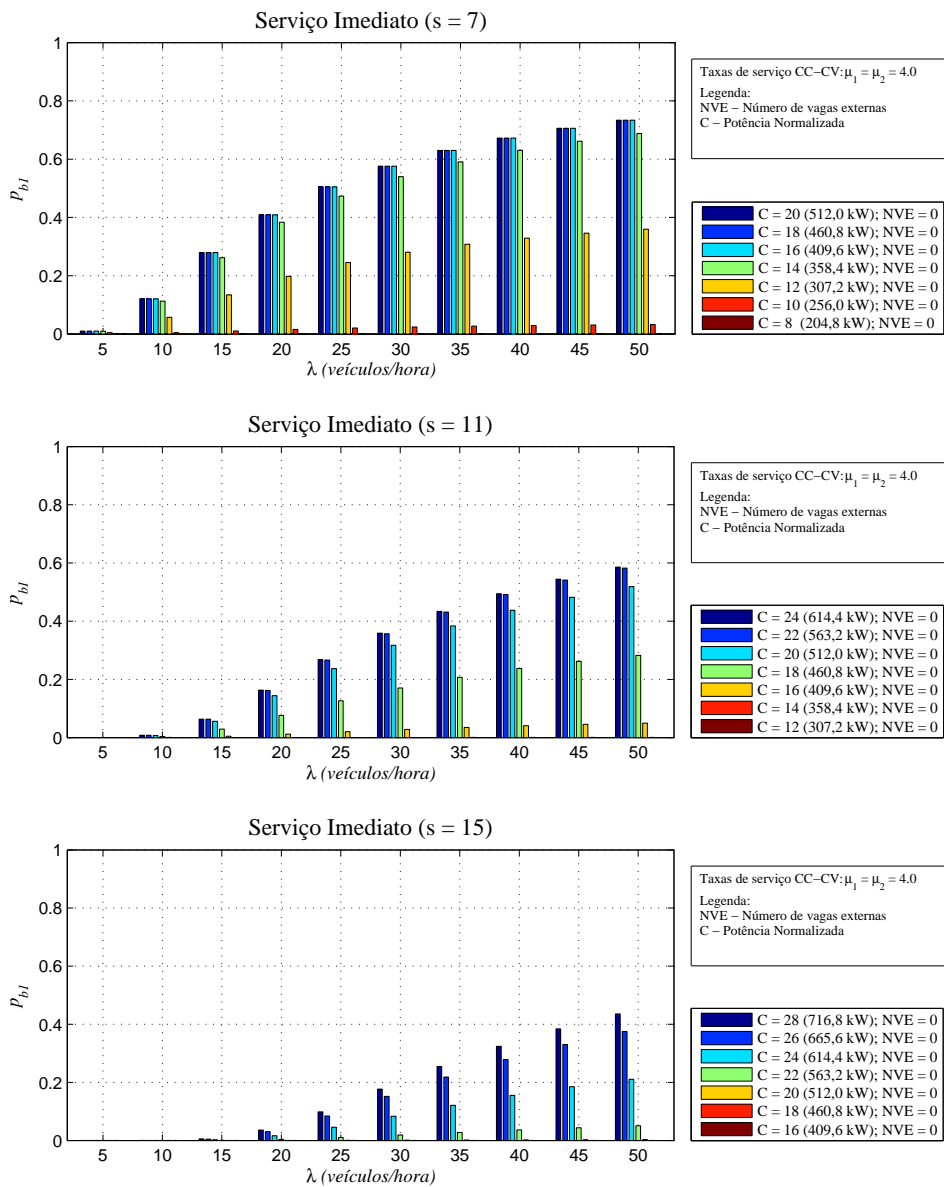 Serviço Imediato (s = 7)
1
0.8
0.6
0.4
0.2
0
p_b1
5 10 15 20 25 30 35 40 45 50
λ (veículos/hora)
Taxas de serviço CC−CV: μ1 = μ2 = 4.0
Legenda:
NVE − Número de vagas externas
C − Potência Normalizada
C = 20 (512,0 kW); NVE = 0
C = 18 (460,8 kW); NVE = 0
C = 16 (409,6 kW); NVE = 0
C = 14 (358,4 kW); NVE = 0
C = 12 (307,2 kW); NVE = 0
C = 10 (256,0 kW); NVE = 0
C = 8 (204,8 kW); NVE = 0
Serviço Imediato (s = 11)
1
0.8
0.6
0.4
0.2
0
p_b1
5 10 15 20 25 30 35 40 45 50
λ (veículos/hora)
Taxas de serviço CC−CV: μ1 = μ2 = 4.0
Legenda:
NVE − Número de vagas externas
C − Potência Normalizada
C = 24 (614,4 kW); NVE = 0
C = 22 (563,2 kW); NVE = 0
C = 20 (512,0 kW); NVE = 0
C = 18 (460,8 kW); NVE = 0
C = 16 (409,6 kW); NVE = 0
C = 14 (358,4 kW); NVE = 0
C = 12 (307,2 kW); NVE = 0
Serviço Imediato (s = 15)
1
0.8
0.6
0.4
0.2
0
p_b1
5 10 15 20 25 30 35 40 45 50
λ (veículos/hora)
Taxas de serviço CC−CV: μ1 = μ2 = 4.0
Legenda:
NVE − Número de vagas externas
C − Potência Normalizada
C = 28 (716,8 kW); NVE = 0
C = 26 (665,6 kW); NVE = 0
C = 24 (614,4 kW); NVE = 0
C = 22 (563,2 kW); NVE = 0
C = 20 (512,0 kW); NVE = 0
C = 18 (460,8 kW); NVE = 0
C = 16 (409,6 kW); NVE = 0